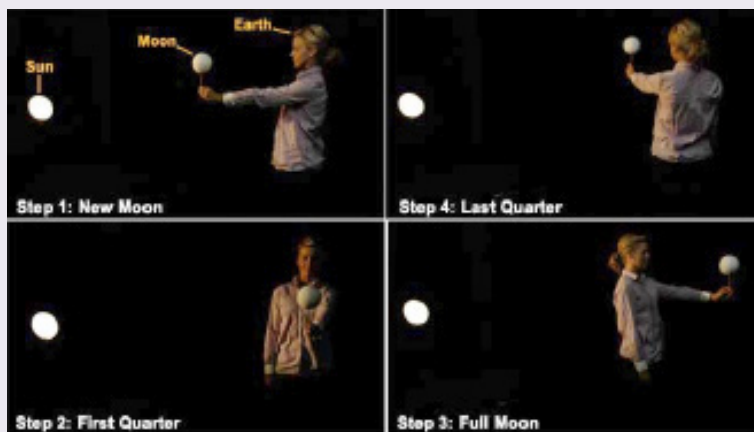 Earth
Moon
Sun
Step 1: New Moon
Step 4: Last Quarter
Step 2: First Quarter
Step 3: Full Moon